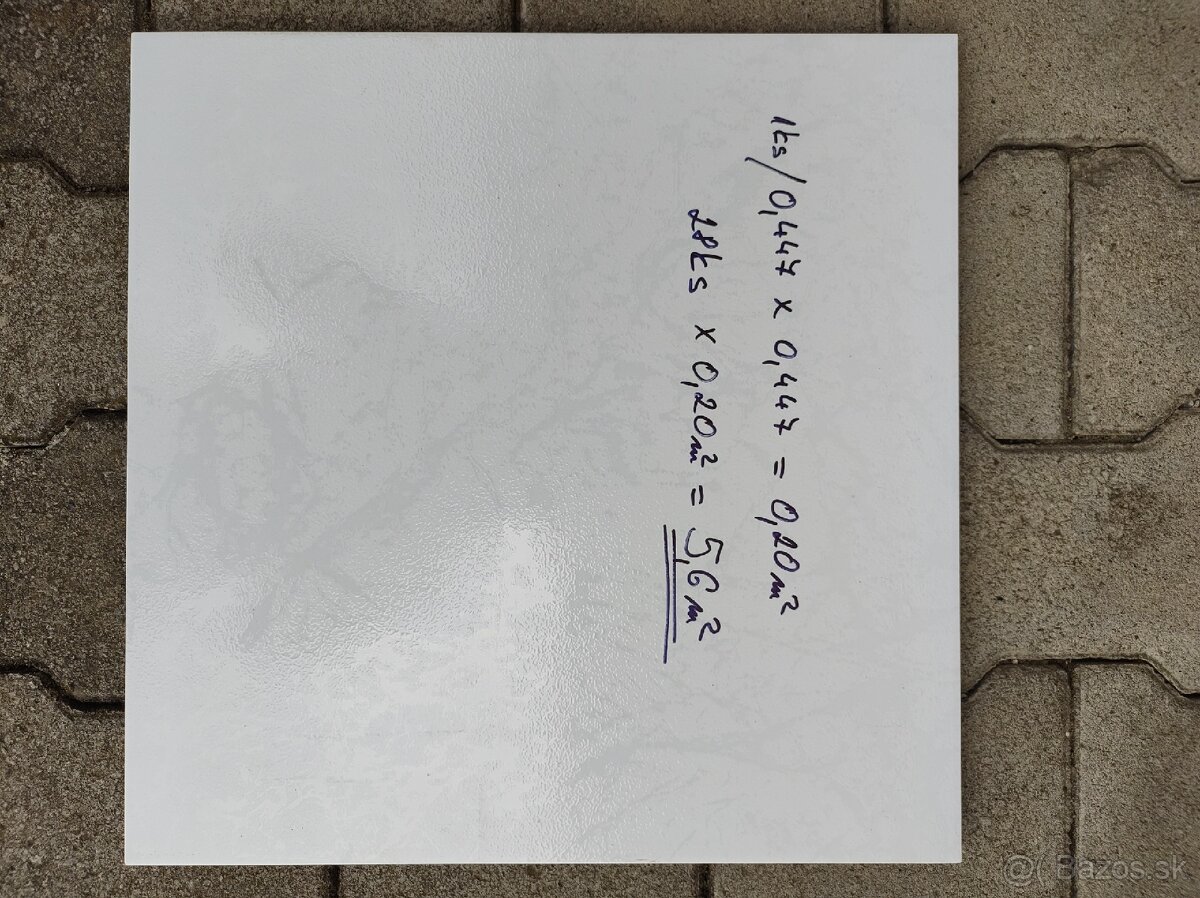 1ks/0,447 x 0,447 = 0,20m²
28ks x 0,20m² = 5,6m²
@ Bazos.sk